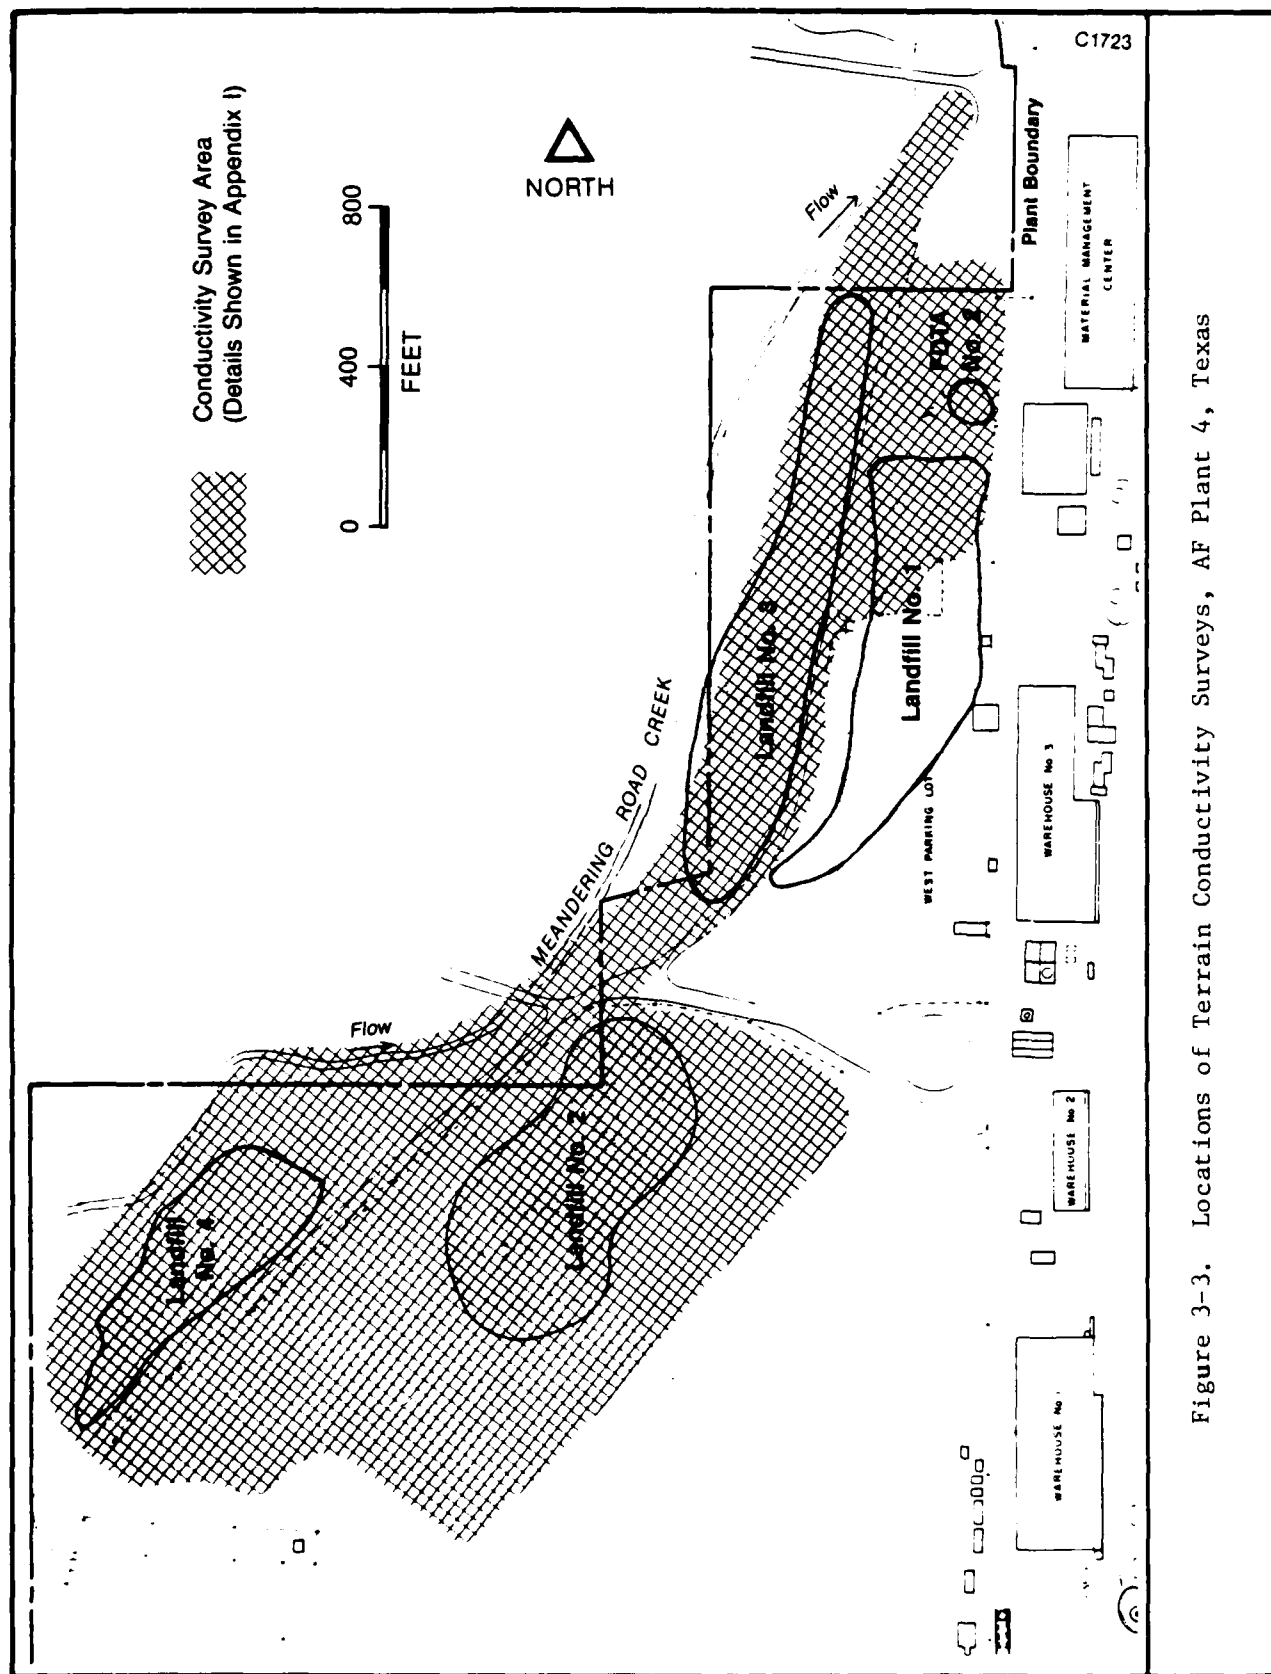 C1723
Conductivity Survey Area
(Details Shown in Appendix I)
0 400 800
FEET
NORTH
Flow
Plant Boundary
MATERIAL MANAGEMENT
CENTER
FDTA
No. 2
Landfill No. 3
Landfill No. 1
MEANDERING ROAD CREEK
WEST PARKING LOT
WAREHOUSE No 3
Flow
Landfill No. 2
Landfill
No. 4
WAREHOUSE No 2
WAREHOUSE No
Figure 3-3. Locations of Terrain Conductivity Surveys, AF Plant 4, Texas